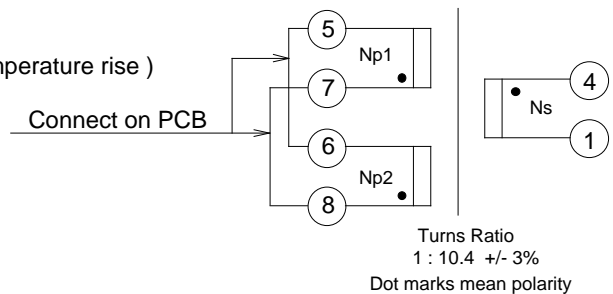 5
Np1
4
nperature rise )
7
Ns
Connect on PCB
1
6
Np2
8
Turns Ratio
1 : 10.4 +/- 3%
Dot marks mean polarity